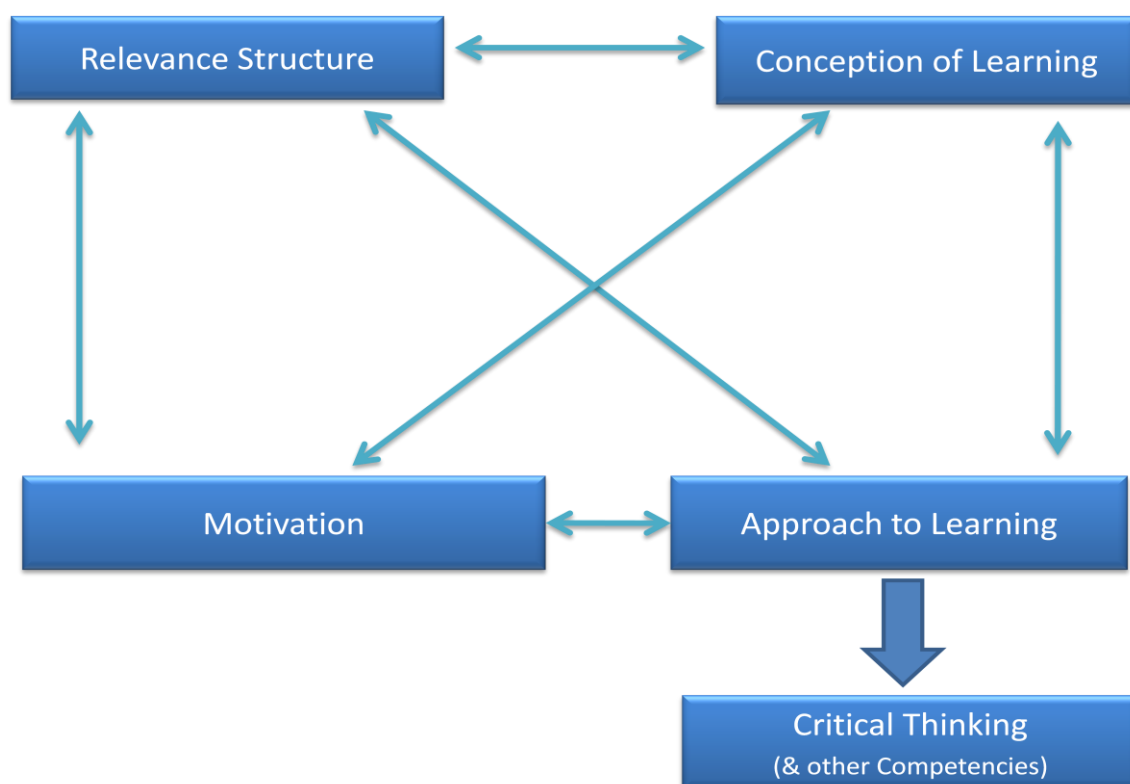 Relevance Structure
Conception of Learning
Motivation
Approach to Learning
Critical Thinking
(& other Competencies)